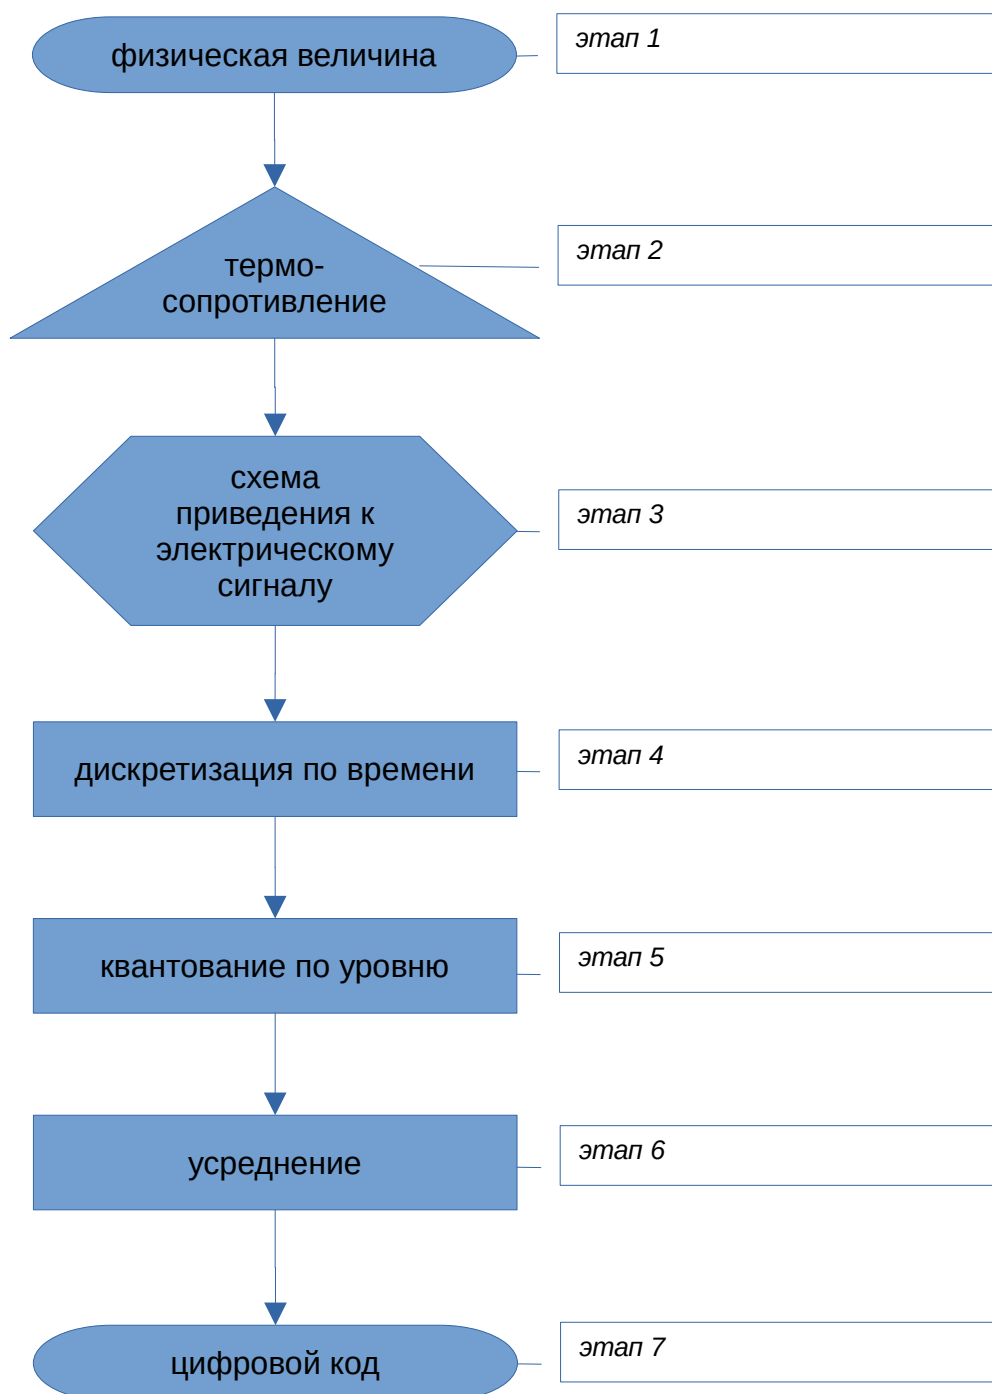 физическая величина
этап 1
термо-
сопротивление
этап 2
схема
приведения к
электрическому
сигналу
этап 3
дискретизация по времени
этап 4
квантование по уровню
этап 5
усреднение
этап 6
цифровой код
этап 7